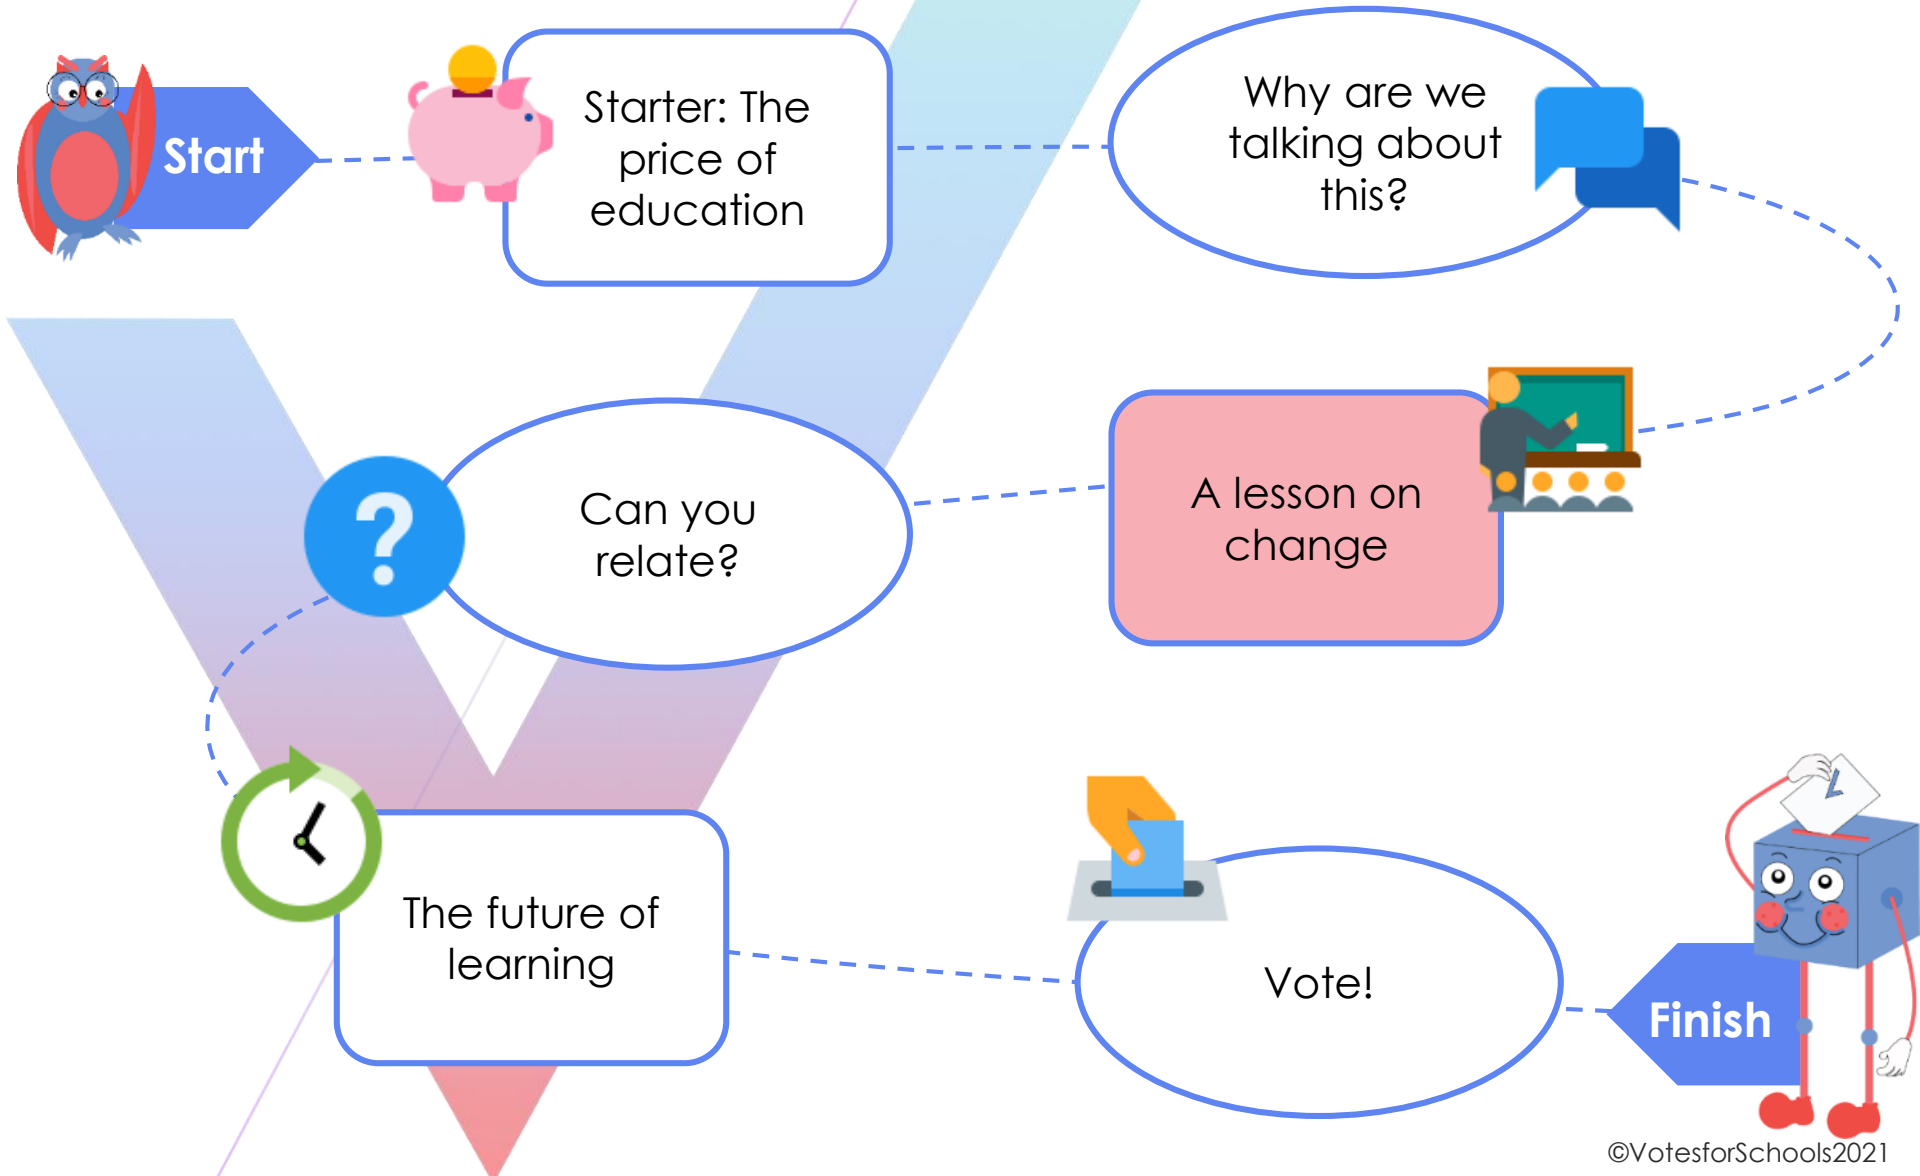 Start
Starter: The
price of
education
Why are we
talking about
this?
A lesson on
change
Can you
relate?
?
The future of
learning
Vote!
Finish
©VotesforSchools2021